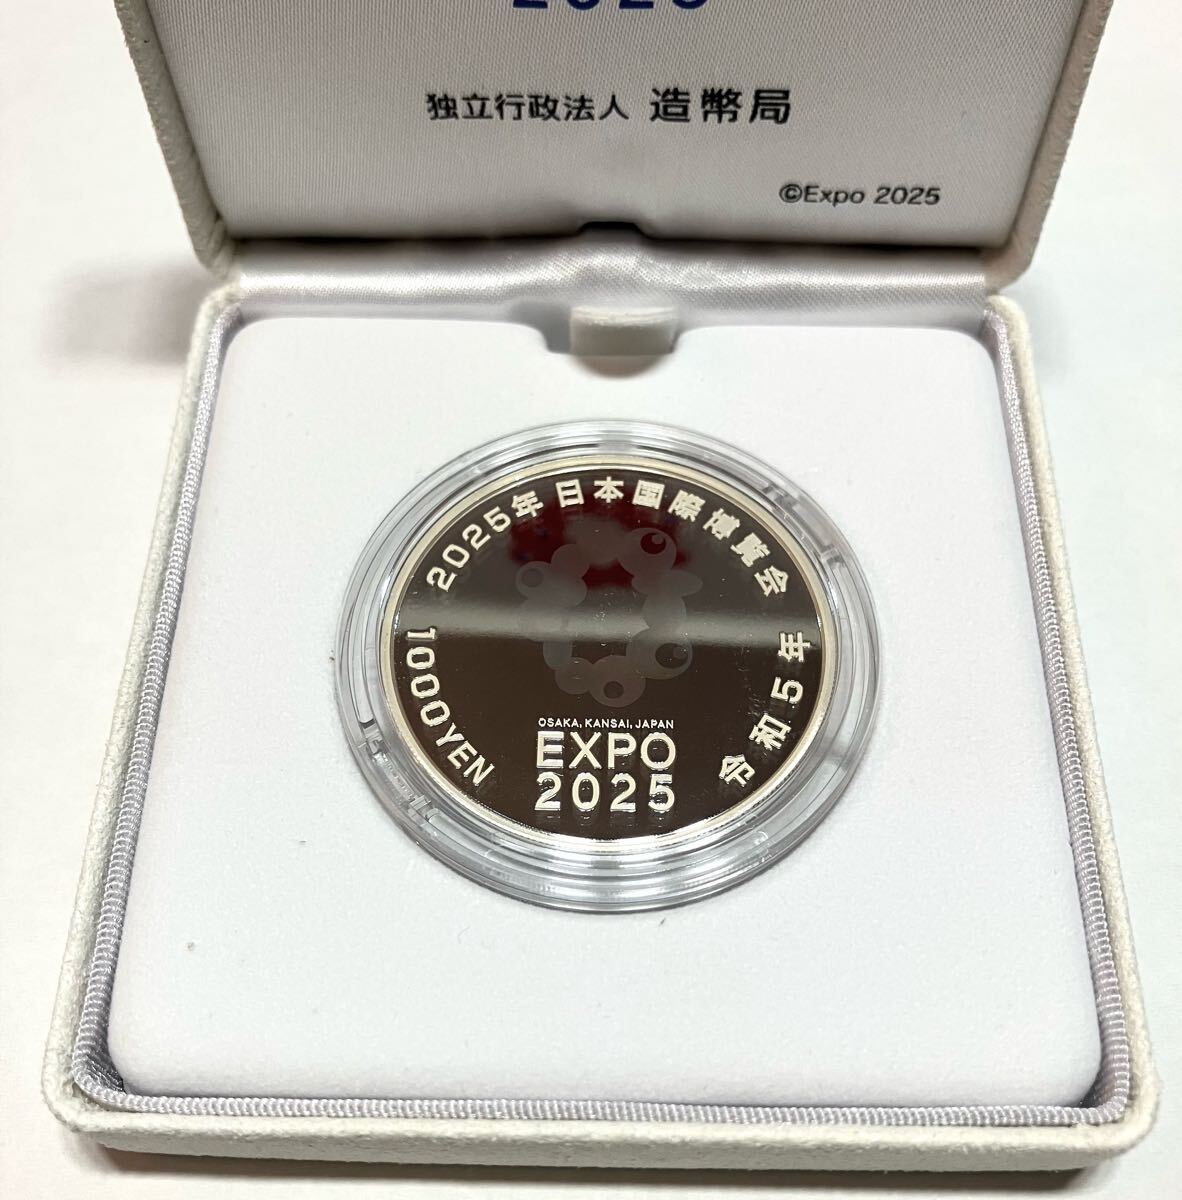 2025
独立行政法人 造幣局
©Expo 2025
2025年 日本国際博覧会
1000YEN
令和5年
OSAKA, KANSAI, JAPAN
EXPO
2025